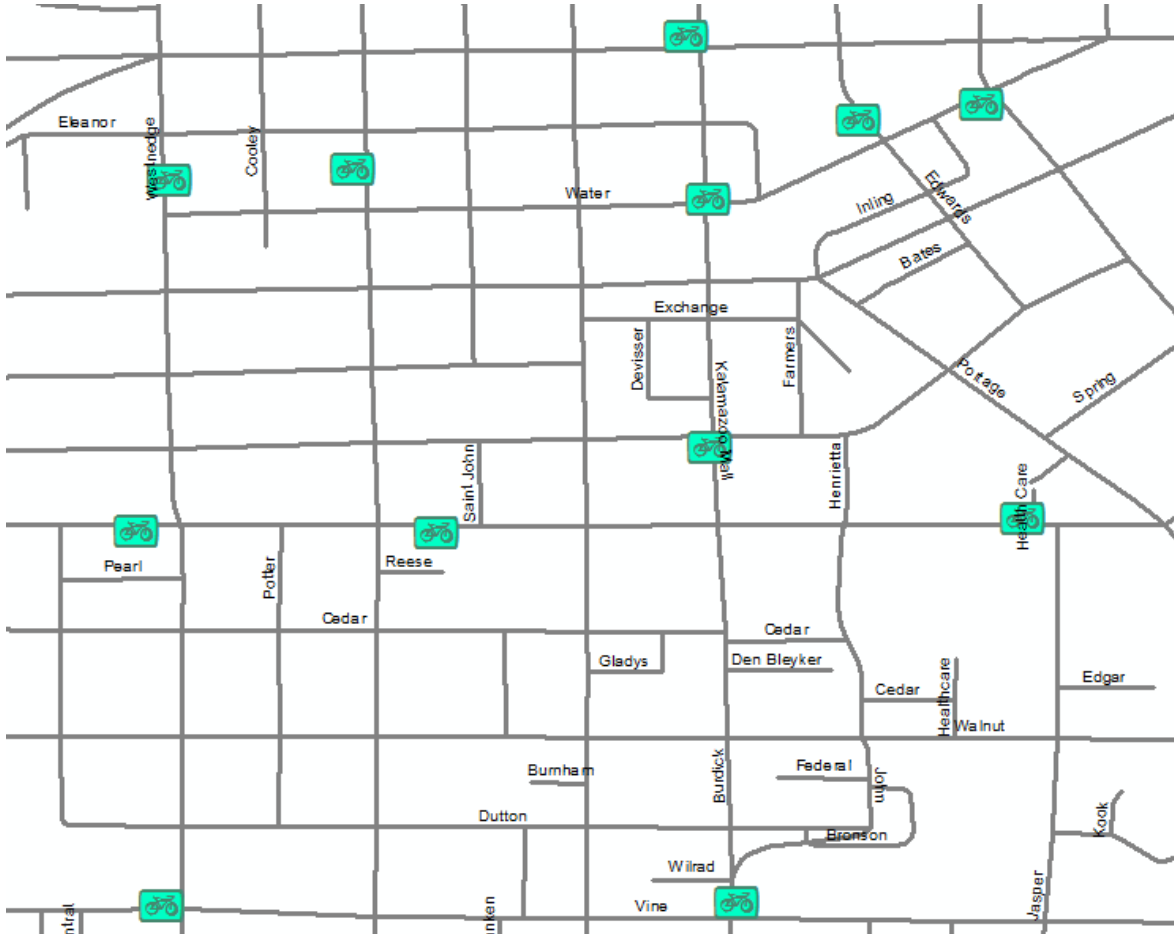 Eleanor
Westnedge
Cooley
Water
Inling
Edwards
Bates
Exchange
Devisser
Kalamazoo Mall
Farmers
Portage
Spring
Saint John
Henrietta
Health Care
Pearl
Potter
Reese
Cedar
Cedar
Gladys
Den Bleyker
Cedar
Healthcare
Edgar
Walnut
Burdick
Burnham
Federal
John
Dutton
Bronson
Kook
Wilrad
Jasper
Vine
ntral
nken